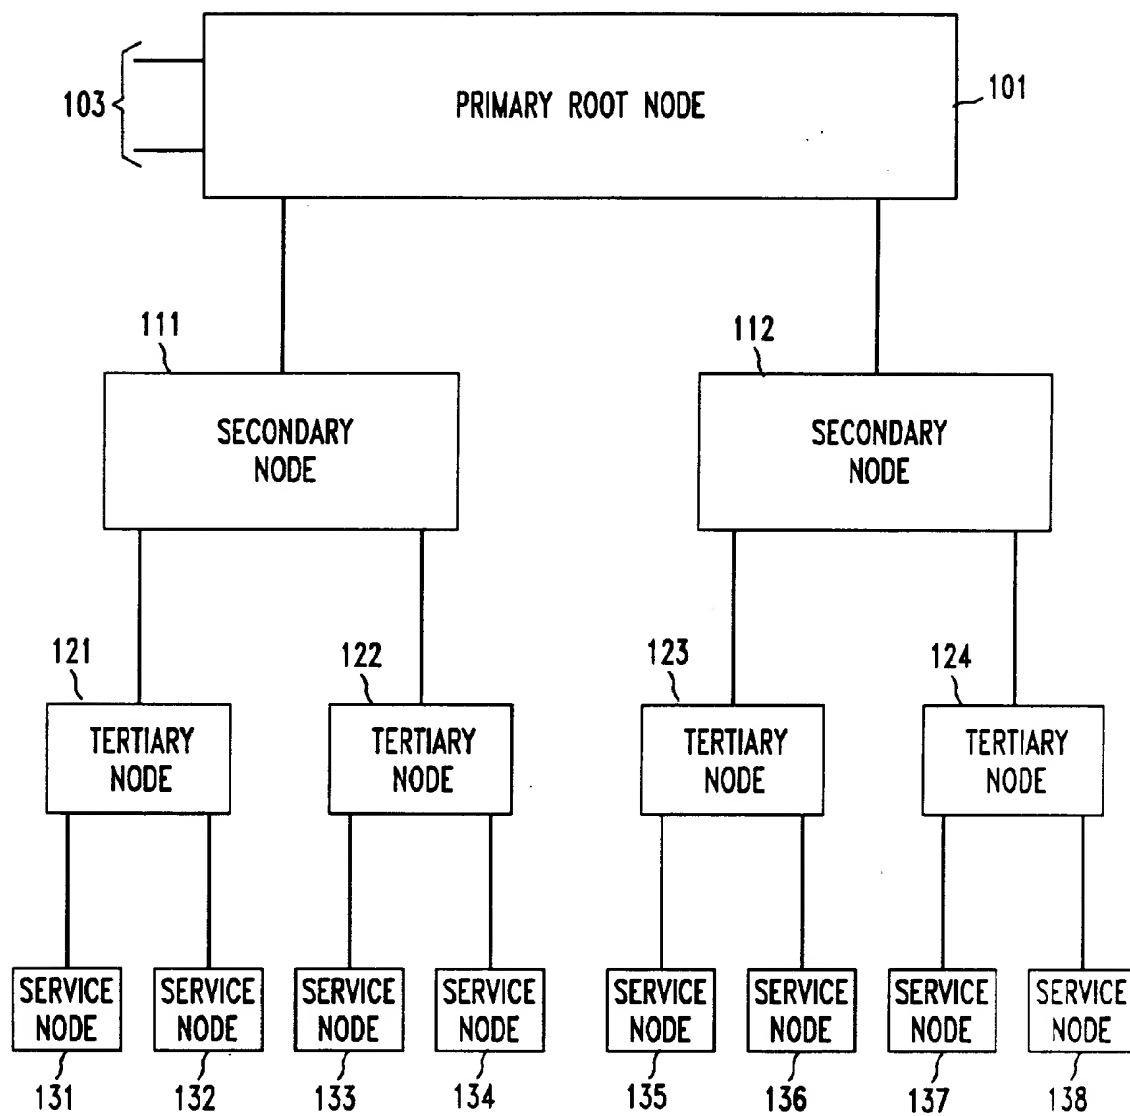 103
PRIMARY ROOT NODE
101
111
112
SECONDARY
NODE
SECONDARY
NODE
121
122
123
124
TERTIARY
NODE
TERTIARY
NODE
TERTIARY
NODE
TERTIARY
NODE
SERVICE
NODE
SERVICE
NODE
SERVICE
NODE
SERVICE
NODE
SERVICE
NODE
SERVICE
NODE
SERVICE
NODE
SERVICE
NODE
131
132
133
134
135
136
137
138